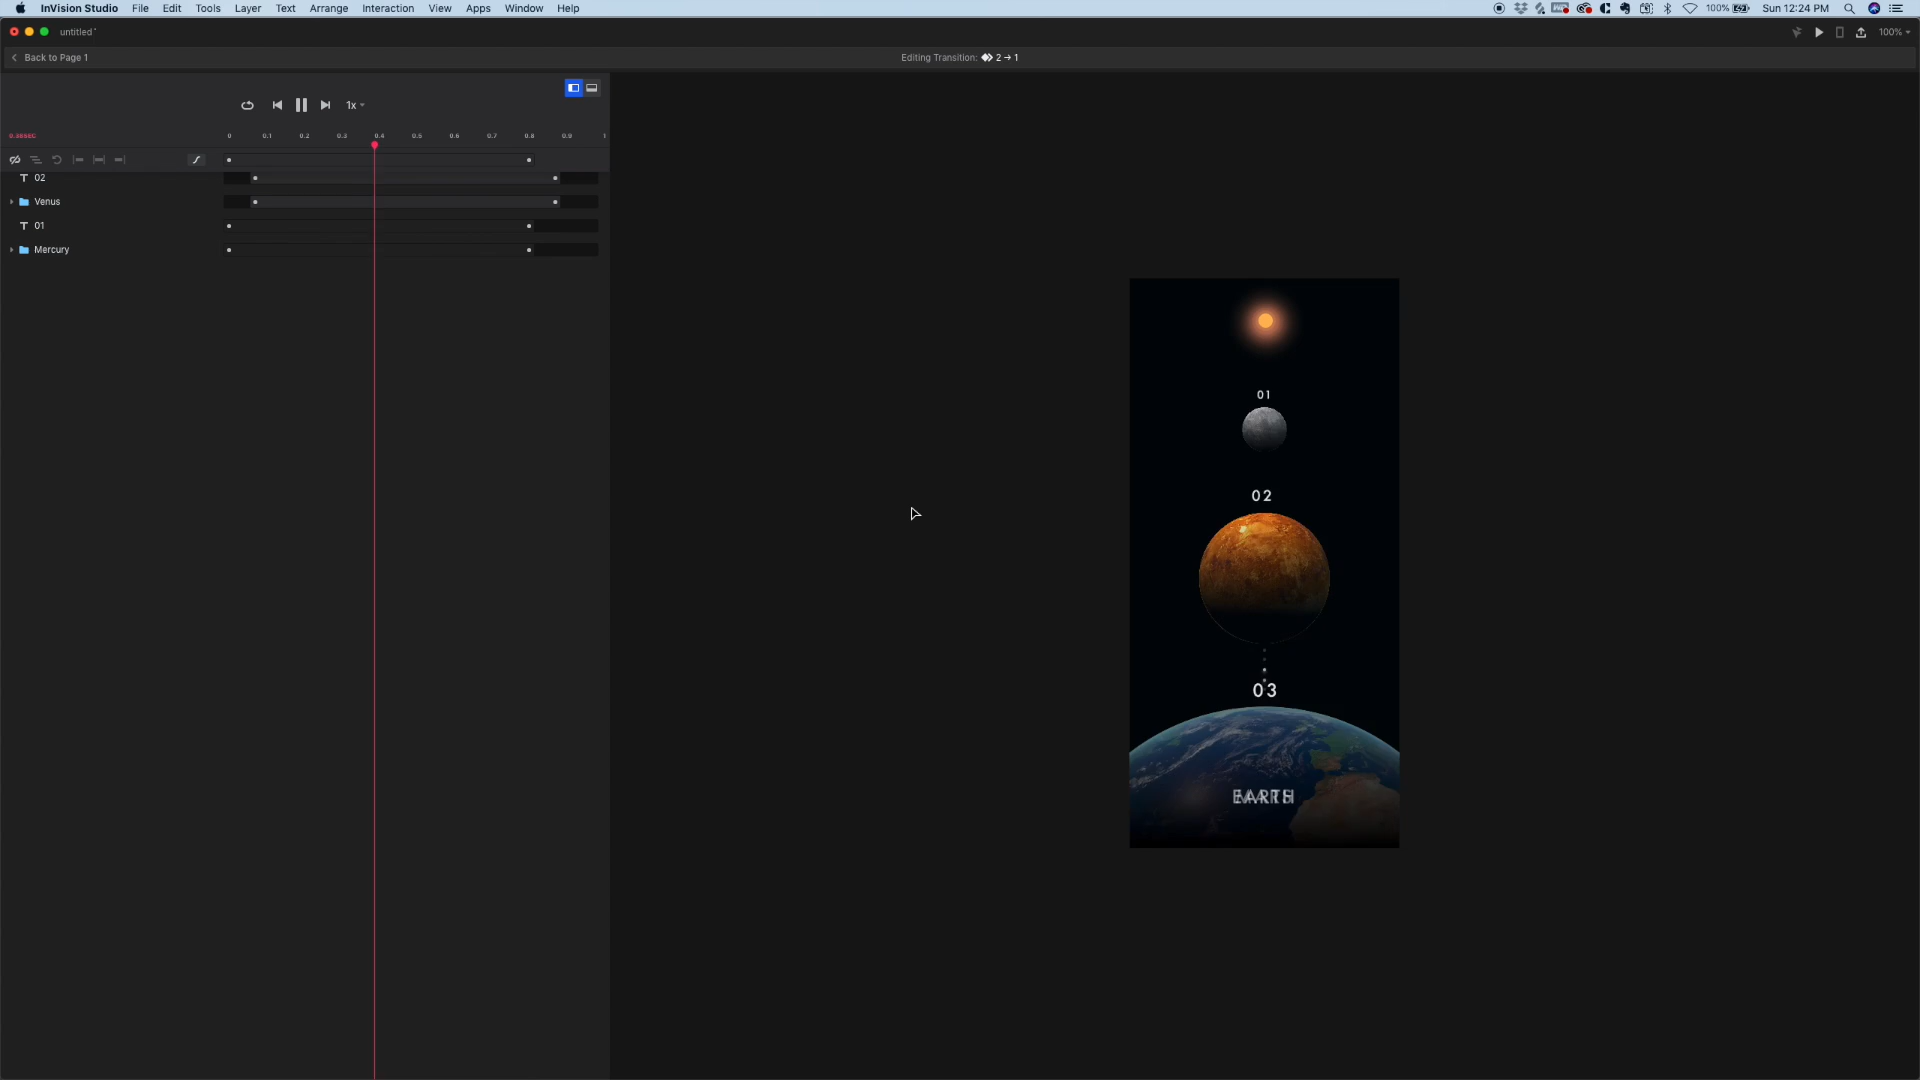 InVision Studio File Edit Tools Layer Text Arrange Interaction View Apps Window Help 100% Sun 12:24 PM
untitled 100%
Back to Page 1 Editing Transition: 2 → 1
1x
0 0.1 0.2 0.3 0.4 0.5 0.6 0.7 0.8 0.9 1
02
Venus
01
Mercury
01
02
03
EARTH